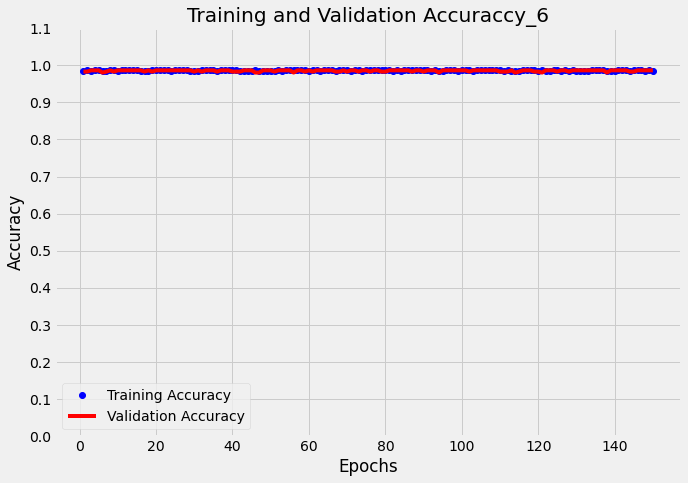 Training and Validation Accuraccy_6
1.1
1.0
0.9
0.8
0.7
0.6
0.5
0.4
0.3
0.2
0.1
0.0
Accuracy
Training Accuracy
Validation Accuracy
0 20 40 60 80 100 120 140
Epochs